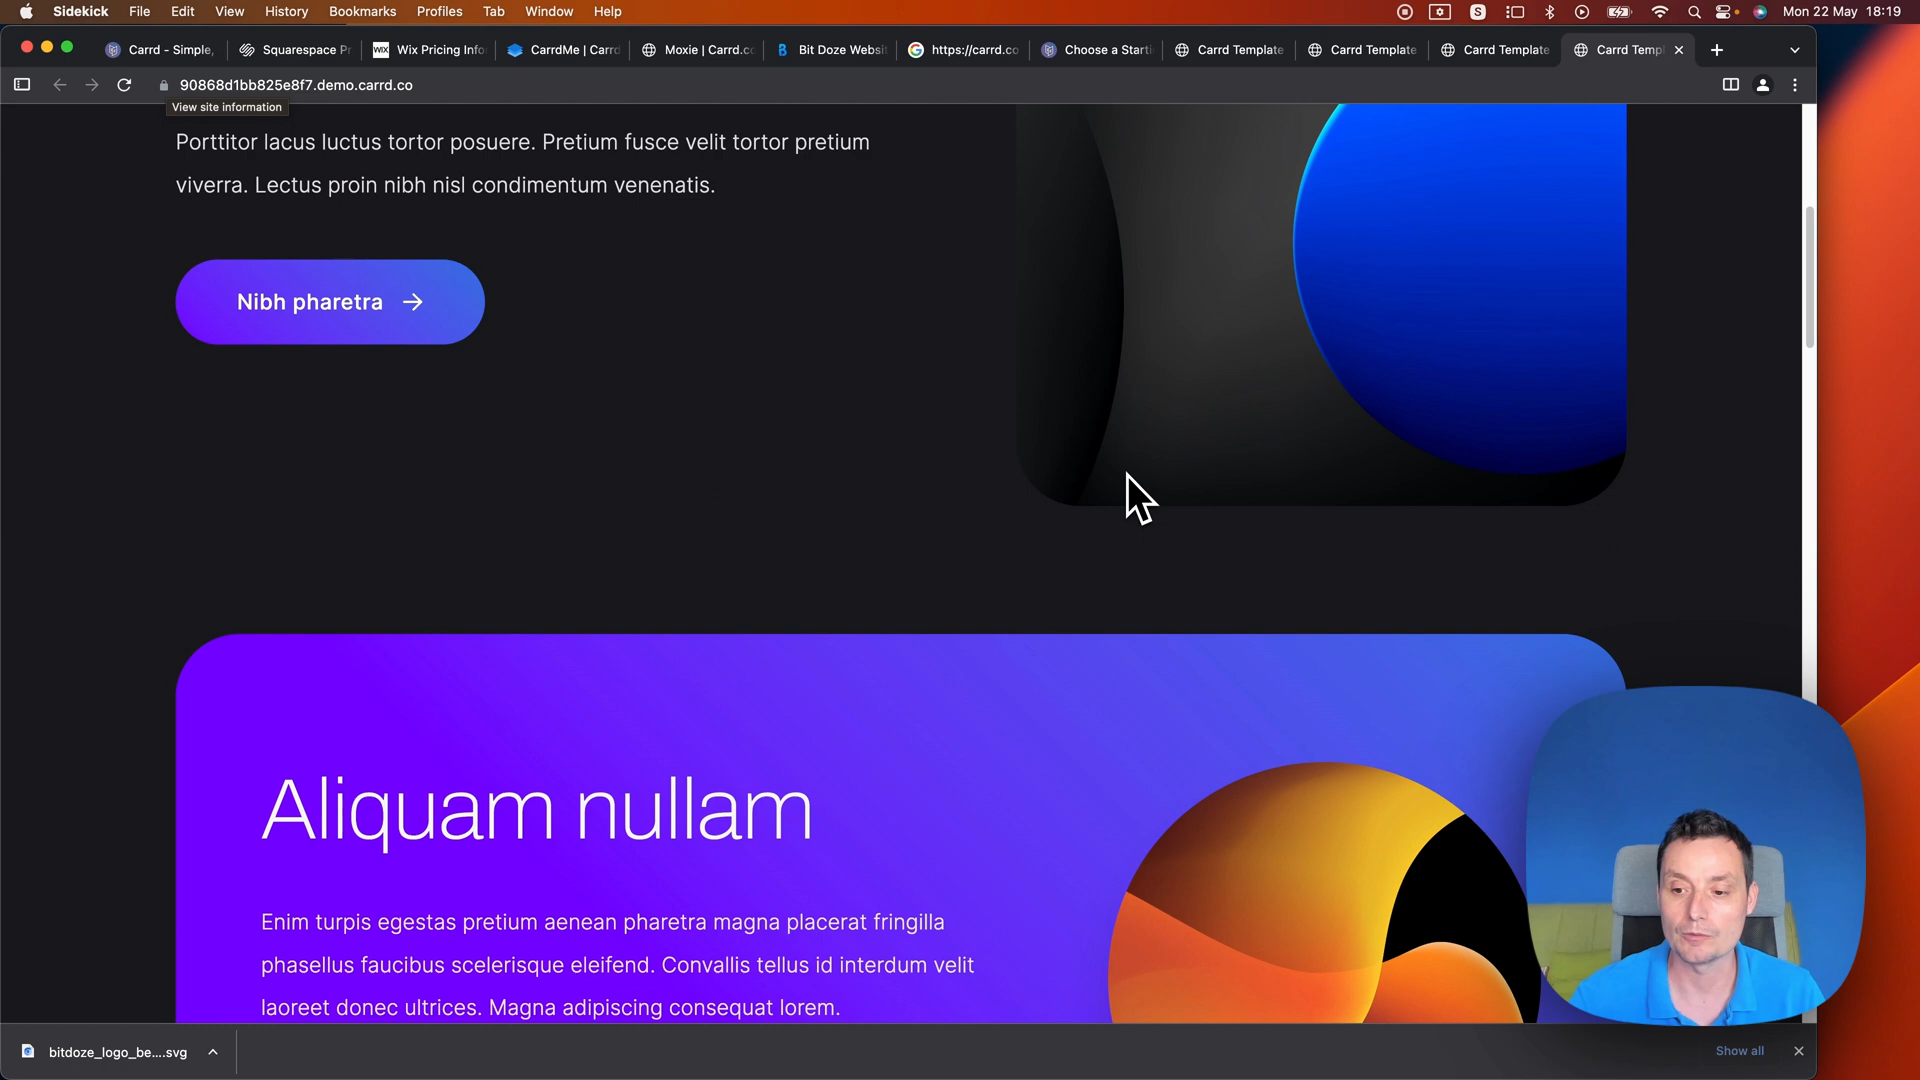 Sidekick File Edit View History Bookmarks Profiles Tab Window Help
S Mon 22 May 18:19
Carrd - Simple, Squarespace Pr WIX Wix Pricing Info CarrdMe | Carrd Moxie | Carrd.co B Bit Doze Websi https://carrd.co Choose a Starti Carrd Template Carrd Template Carrd Template Carrd Templ
90868d1bb825e8f7.demo.carrd.co
View site information
Porttitor lacus luctus tortor posuere. Pretium fusce velit tortor pretium
viverra. Lectus proin nibh nisl condimentum venenatis.
Nibh pharetra →
Aliquam nullam
Enim turpis egestas pretium aenean pharetra magna placerat fringilla
phasellus faucibus scelerisque eleifend. Convallis tellus id interdum velit
laoreet donec ultrices. Magna adipiscing consequat lorem.
bitdoze_logo_be....svg
Show all